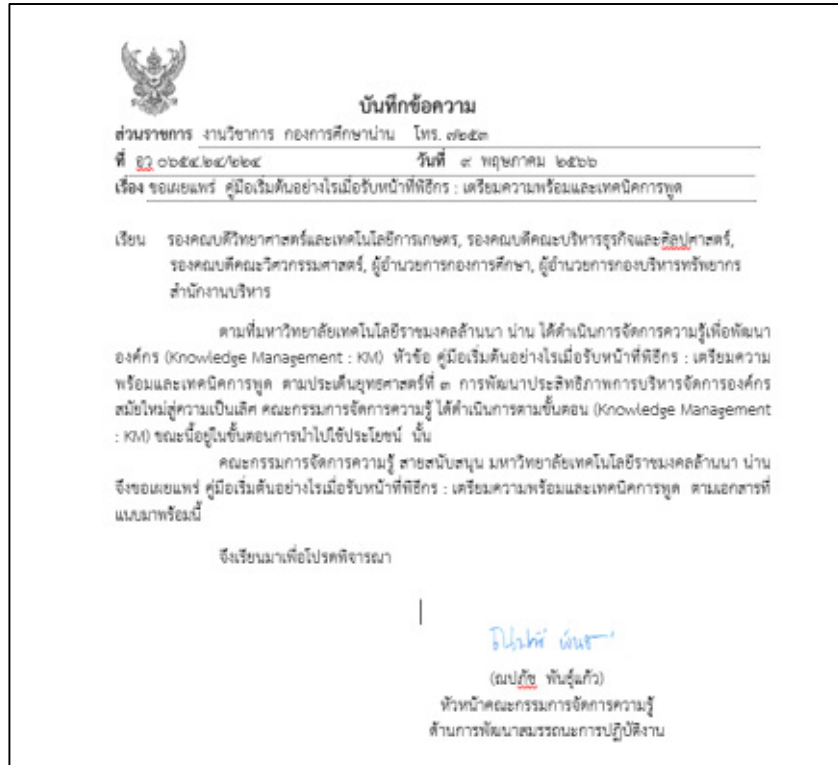 บันทึกข้อความ
ส่วนราชการ งานวิชาการ กองการศึกษาน่าน โทร. ๗๒๕๓
ที่ อว ๐๖๕๔.๒๔/๒๒๔ วันที่ ๙ พฤษภาคม ๒๕๖๖
เรื่อง ขอเผยแพร่ คู่มือเริ่มต้นอย่างไรเมื่อรับหน้าที่พิธีกร : เตรียมความพร้อมและเทคนิคการพูด
เรียน รองคณบดีวิทยาศาสตร์และเทคโนโลยีการเกษตร, รองคณบดีคณะบริหารธุรกิจและศิลปศาสตร์,
รองคณบดีคณะวิศวกรรมศาสตร์, ผู้อำนวยการกองการศึกษา, ผู้อำนวยการกองบริหารทรัพยากร
สำนักงานบริหาร
ตามที่มหาวิทยาลัยเทคโนโลยีราชมงคลล้านนา น่าน ได้ดำเนินการจัดการความรู้เพื่อพัฒนา
องค์กร (Knowledge Management : KM) หัวข้อ คู่มือเริ่มต้นอย่างไรเมื่อรับหน้าที่พิธีกร : เตรียมความ
พร้อมและเทคนิคการพูด ตามประเด็นยุทธศาสตร์ที่ ๓ การพัฒนาประสิทธิภาพการบริหารจัดการองค์กร
สมัยใหม่สู่ความเป็นเลิศ คณะกรรมการจัดการความรู้ ได้ดำเนินการตามขั้นตอน (Knowledge Management
: KM) ขณะนี้อยู่ในขั้นตอนการนำไปใช้ประโยชน์ นั้น
คณะกรรมการจัดการความรู้ สายสนับสนุน มหาวิทยาลัยเทคโนโลยีราชมงคลล้านนา น่าน
จึงขอเผยแพร่ คู่มือเริ่มต้นอย่างไรเมื่อรับหน้าที่พิธีกร : เตรียมความพร้อมและเทคนิคการพูด ตามเอกสารที่
แนบมาพร้อมนี้
จึงเรียนมาเพื่อโปรดพิจารณา
(ณปภัช พันธุ์แก้ว)
หัวหน้าคณะกรรมการจัดการความรู้
ด้านการพัฒนาสมรรถนะการปฏิบัติงาน